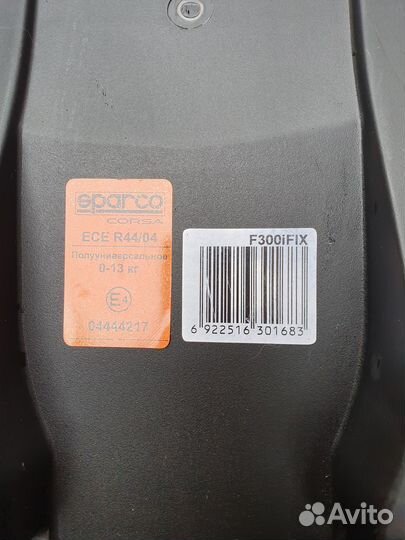 sparco
CORSA
ECE R44/04
Полууниверсальное
0-13 кг
E4
04444217
F300iFIX
6 922516 301683
Avito